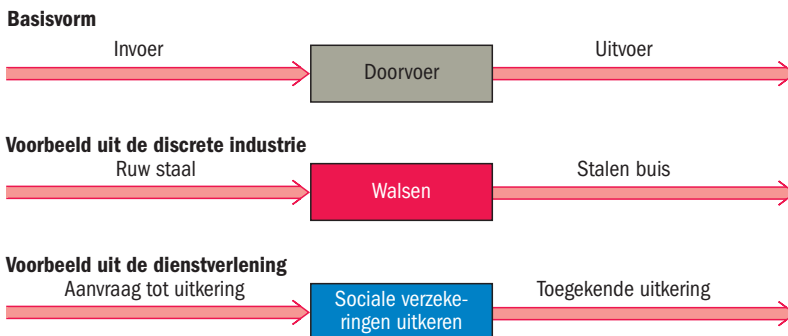 Basisvorm
Invoer
Doorvoer
Uitvoer
Voorbeeld uit de discrete industrie
Ruw staal
Walsen
Stalen buis
Voorbeeld uit de dienstverlening
Aanvraag tot uitkering
Sociale verzeke-
ringen uitkeren
Toegekende uitkering